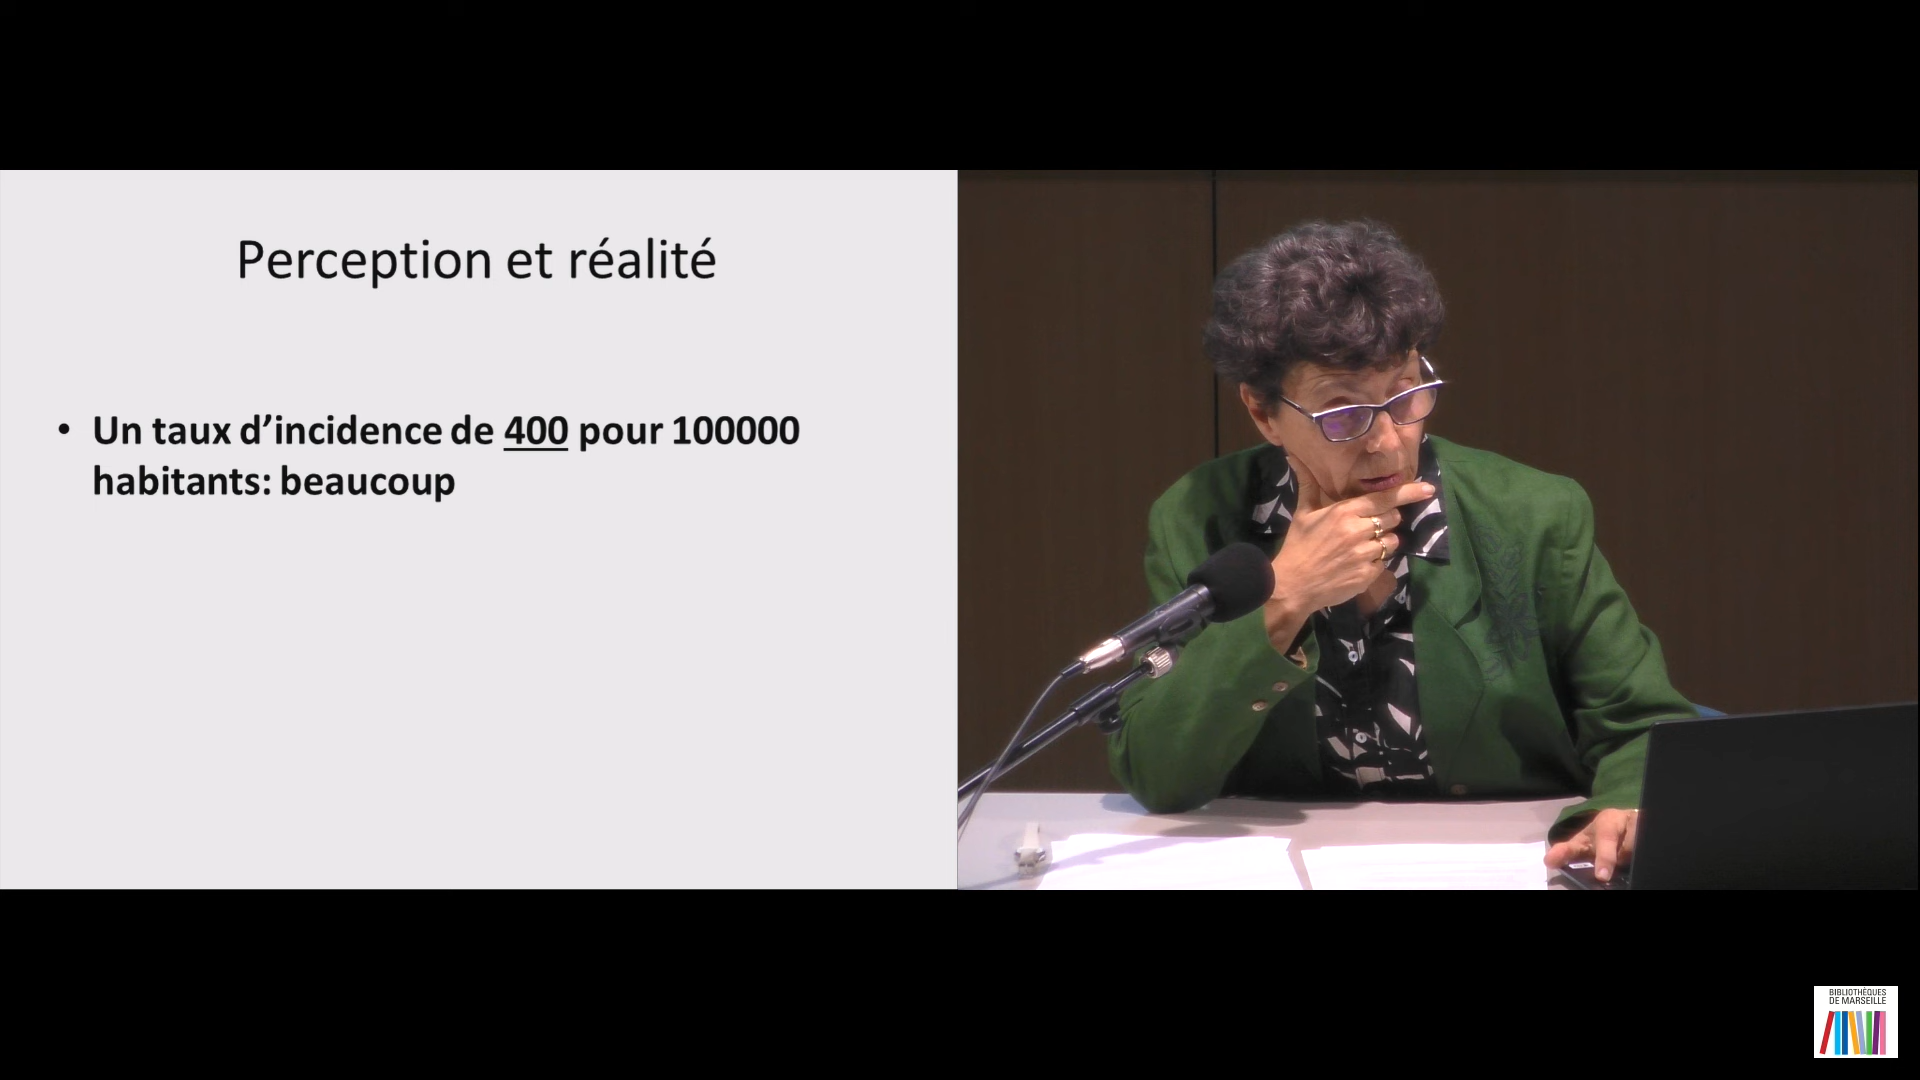 Perception et réalité
• Un taux d'incidence de 400 pour 100000
habitants: beaucoup
BIBLIOTHÈQUES
DE MARSEILLE